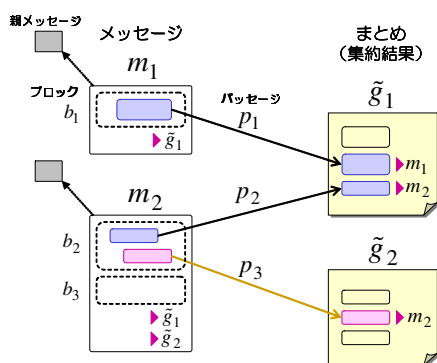 親メッセージ
メッセージ
まとめ
(集約結果)
m₁
g̃₁
ブロック
パッセージ
b₁
p₁
g̃₁
m₁
m₂
m₂
p₂
b₂
g̃₂
p₃
b₃
m₂
g̃₁
g̃₂